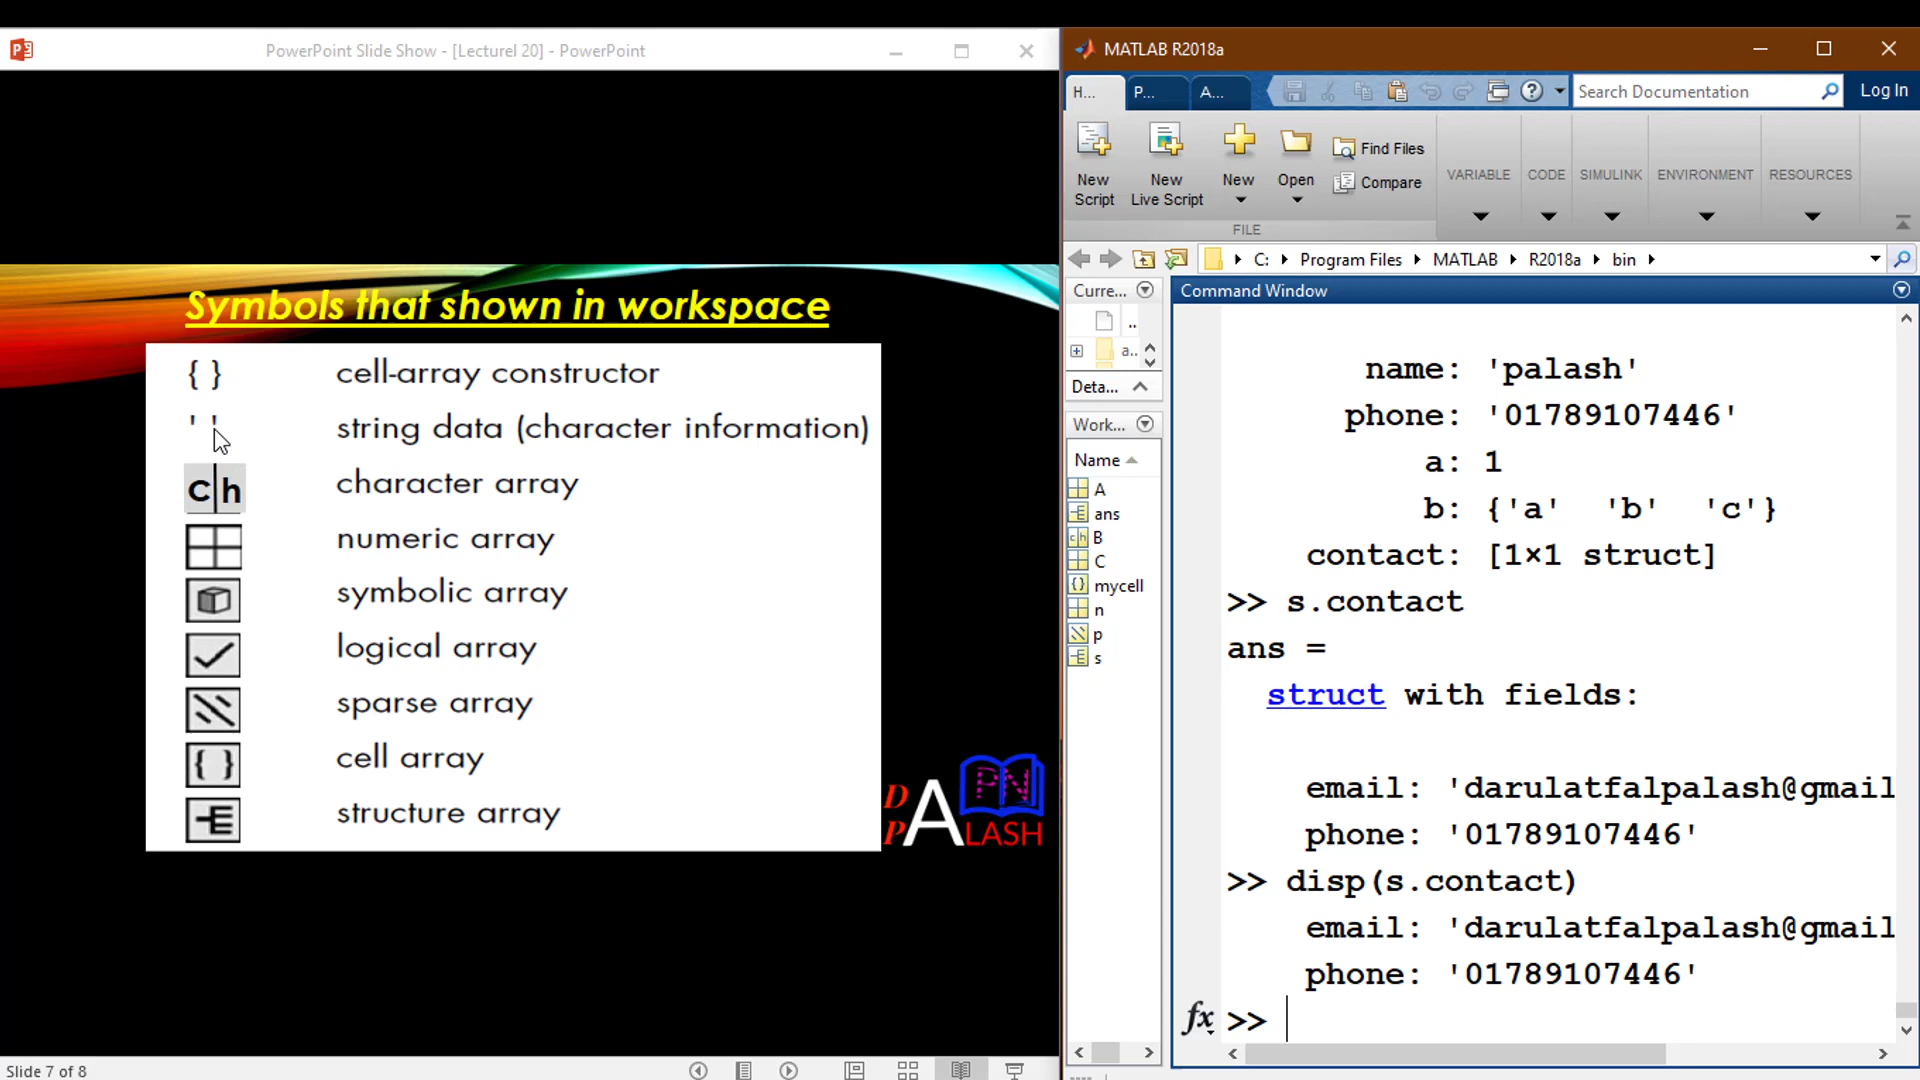 PowerPoint Slide Show - [Lecturel 20] - PowerPoint
Symbols that shown in workspace
{ } cell-array constructor
' ' string data (character information)
c h character array
numeric array
symbolic array
logical array
sparse array
{ } cell array
structure array
D
P
ALASH
PN
Slide 7 of 8
MATLAB R2018a
H... P... A... Search Documentation Log In
New Script
New Live Script
New
Open
Find Files
Compare
FILE
VARIABLE CODE SIMULINK ENVIRONMENT RESOURCES
C: Program Files MATLAB R2018a bin
Curre...
..
a..
Deta...
Work...
Name
A
ans
B
C
mycell
n
p
s
Command Window
name: 'palash'
phone: '01789107446'
a: 1
b: {'a' 'b' 'c'}
contact: [1×1 struct]
>> s.contact
ans =
struct with fields:
email: 'darulatfalpalash@gmail
phone: '01789107446'
>> disp(s.contact)
email: 'darulatfalpalash@gmail
phone: '01789107446'
fx >>